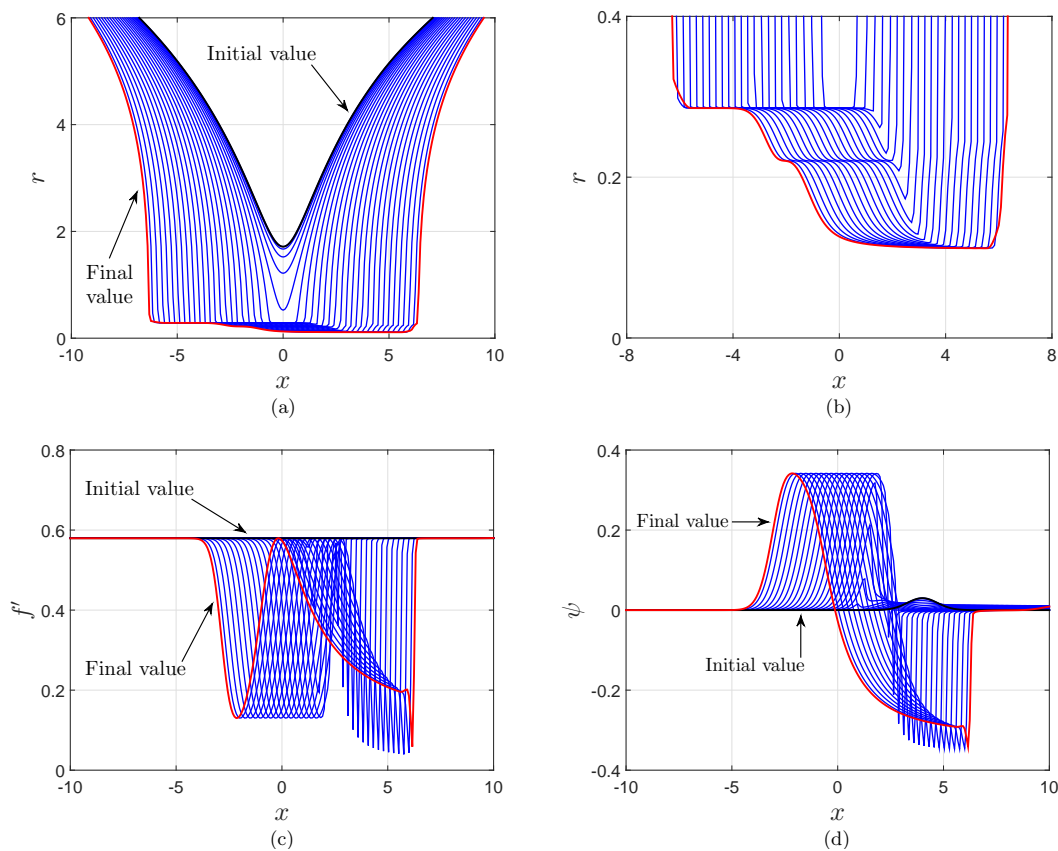 6
4
2
0
r
Initial value
Final
value
-10
-5
0
5
10
x
(a)
0.4
0.2
0
r
-8
-4
0
4
8
x
(b)
0.8
0.6
0.4
0.2
0
f′
Initial value
Final value
-10
-5
0
5
10
x
(c)
0.4
0.2
0
-0.2
-0.4
ψ
Final value
Initial value
-10
-5
0
5
10
x
(d)